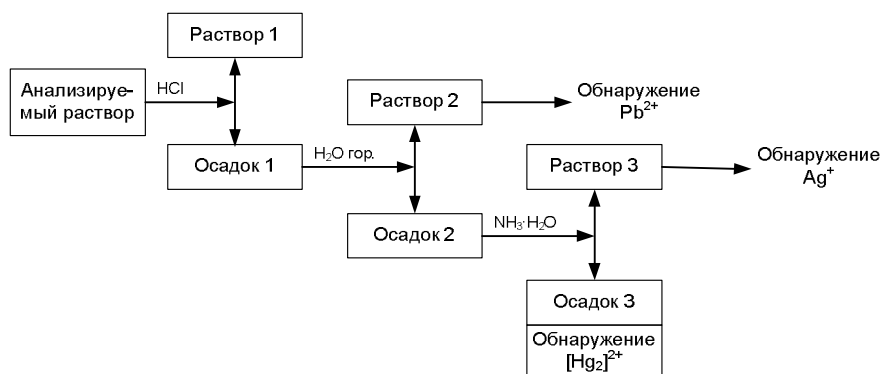 Раствор 1
Анализируе-
мый раствор
HCl
Осадок 1
H₂O гор.
Раствор 2
Обнаружение
Pb²⁺
Осадок 2
NH₃·H₂O
Раствор 3
Обнаружение
Ag⁺
Осадок 3
Обнаружение
[Hg₂]²⁺